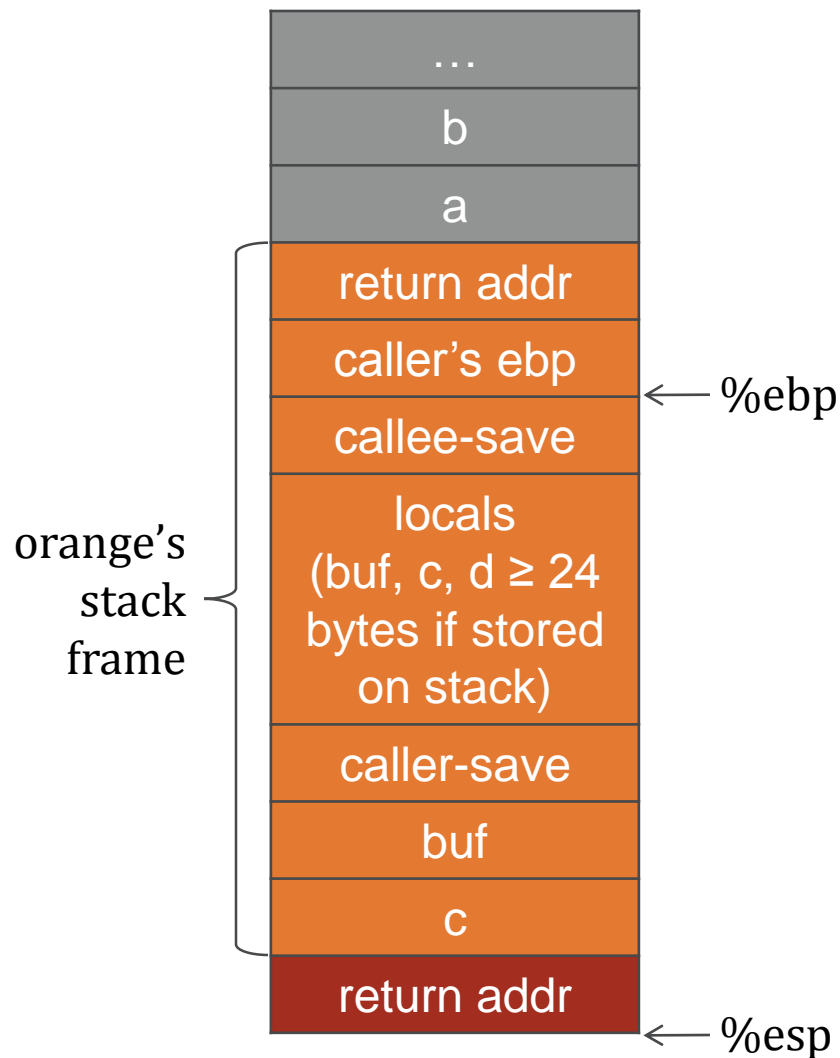 …
b
a
return addr
caller’s ebp
%ebp
callee-save
locals
(buf, c, d ≥ 24
bytes if stored
on stack)
orange’s
stack
frame
caller-save
buf
c
return addr
%esp